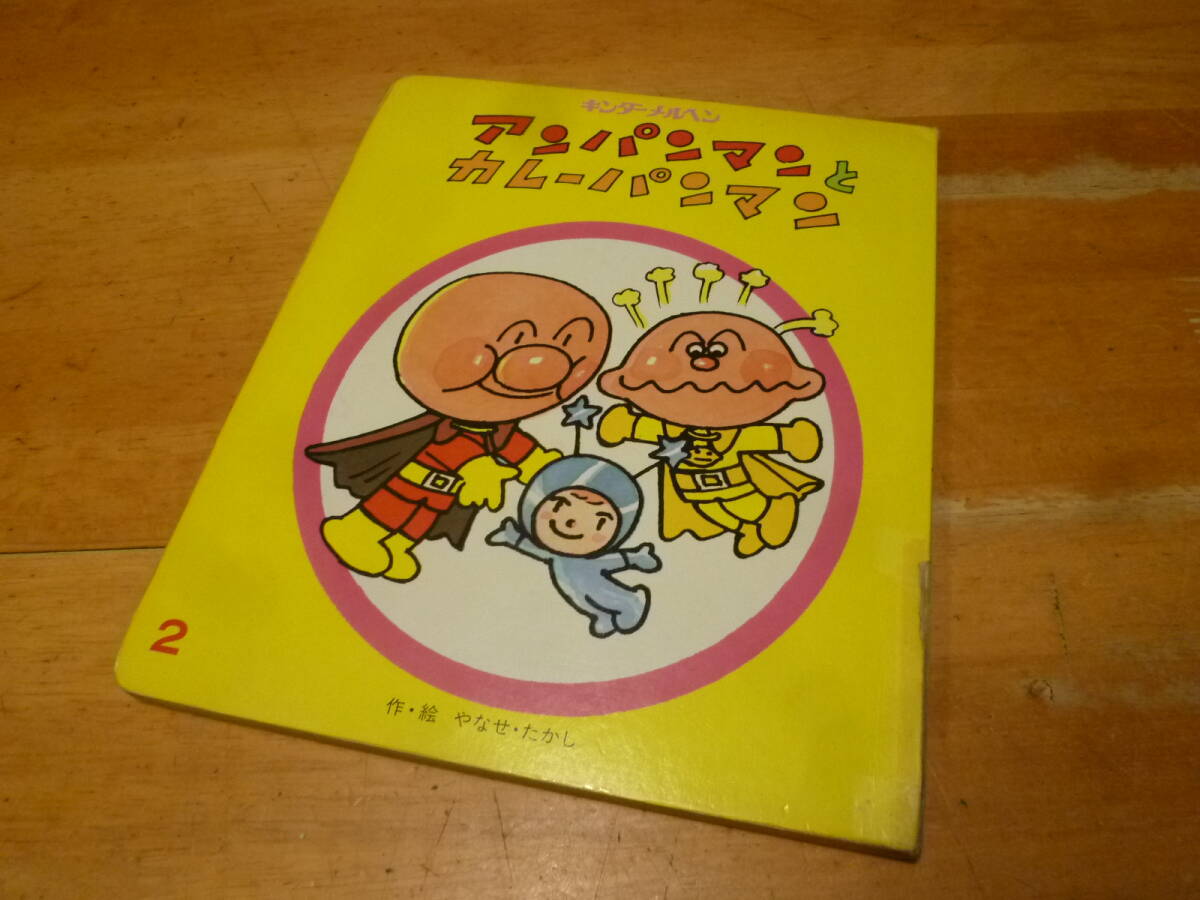 キンダーメルヘン
アンパンマンと
カレーパンマン
2
作・絵 やなせ・たかし